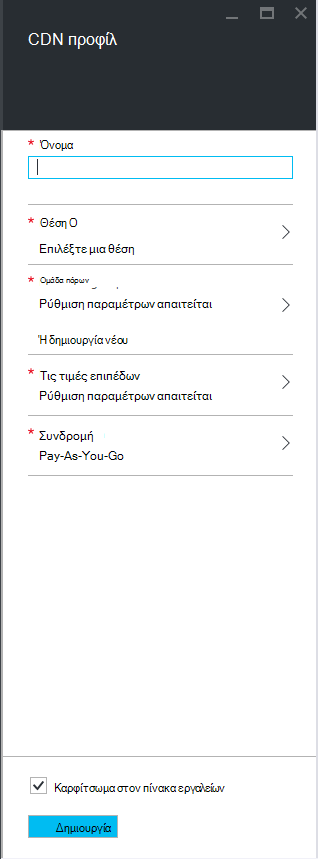 CDN προφίλ
* Όνομα
* Θέση Ο
Επιλέξτε μια θέση
* Ομάδα πόρων
Ρύθμιση παραμέτρων απαιτείται
Ή δημιουργία νέου
* Τις τιμές επιπέδων
Ρύθμιση παραμέτρων απαιτείται
* Συνδρομή
Pay-As-You-Go
Καρφίτσωμα στον πίνακα εργαλείων
Δημιουργία